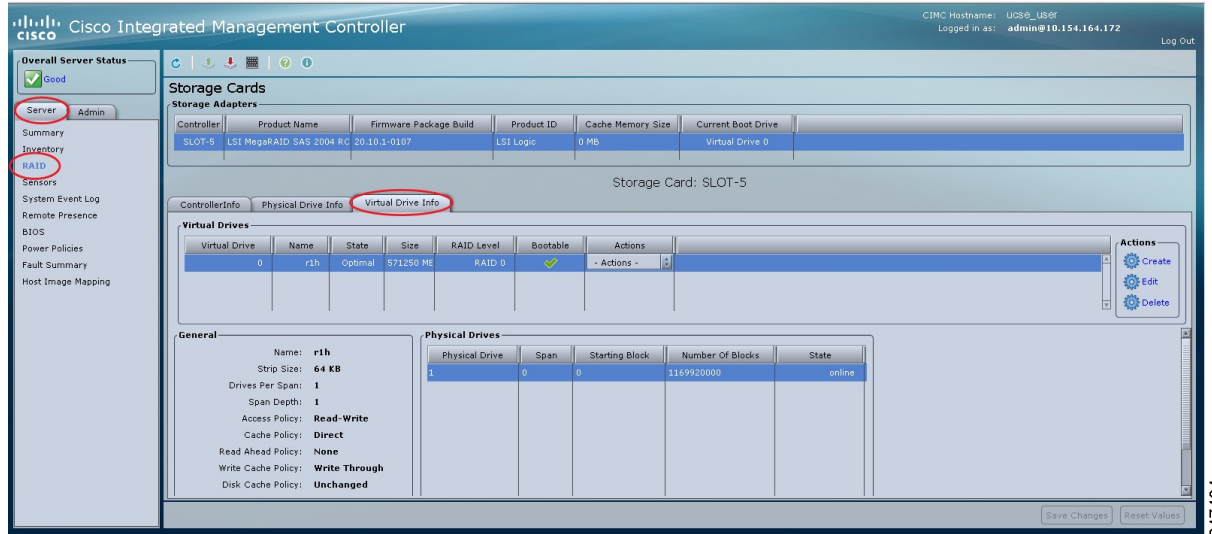 CISCO Cisco Integrated Management Controller
CIMC Hostname: ucse_user
Logged in as: admin@10.154.164.172
Log Out
Overall Server Status
Good
Server Admin
Summary
Inventory
RAID
Sensors
System Event Log
Remote Presence
BIOS
Power Policies
Fault Summary
Host Image Mapping
Storage Cards
Storage Adapters
Controller Product Name Firmware Package Build Product ID Cache Memory Size Current Boot Drive
SLOT-5 LSI MegaRAID SAS 2004 RC 20.10.1-0107 LSI Logic 0 MB Virtual Drive 0
Storage Card: SLOT-5
ControllerInfo Physical Drive Info Virtual Drive Info
Virtual Drives
Virtual Drive Name State Size RAID Level Bootable Actions
0 r1h Optimal 571250 MB RAID 0 - Actions -
Actions
Create
Edit
Delete
General
Name: r1h
Strip Size: 64 KB
Drives Per Span: 1
Span Depth: 1
Access Policy: Read-Write
Cache Policy: Direct
Read Ahead Policy: None
Write Cache Policy: Write Through
Disk Cache Policy: Unchanged
Physical Drives
Physical Drive Span Starting Block Number Of Blocks State
1 0 0 1169920000 online
Save Changes Reset Values